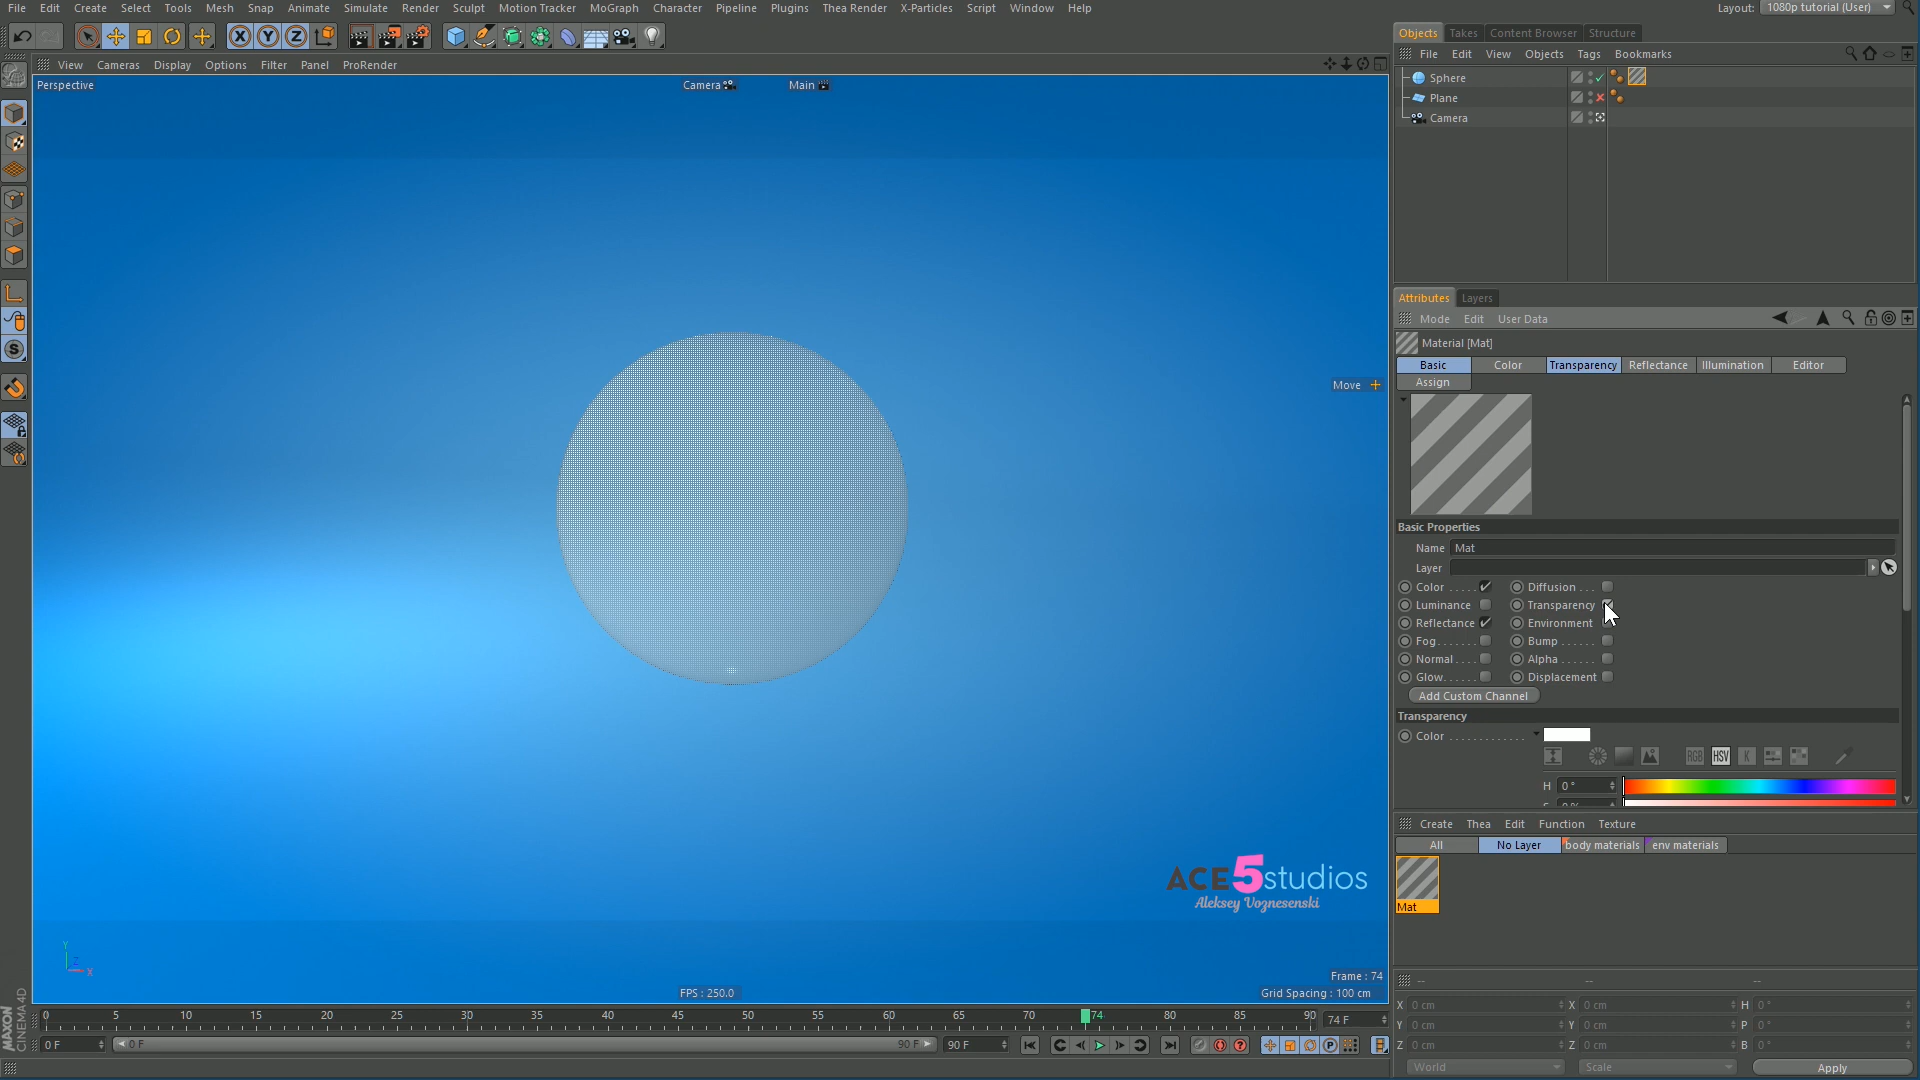 File Edit Create Select Tools Mesh Snap Animate Simulate Render Sculpt Motion Tracker MoGraph Character Pipeline Plugins Thea Render X-Particles Script Window Help Layout: 1080p tutorial (User)
X Y Z
Objects Takes Content Browser Structure
File Edit View Objects Tags Bookmarks
View Cameras Display Options Filter Panel ProRender
Perspective Camera Main
Sphere
Plane
Camera
Attributes Layers
Mode Edit User Data
Material [Mat]
Basic Color Transparency Reflectance Illumination Editor
Assign
Move
Basic Properties
Name Mat
Layer
Color . . . . Diffusion . . .
Luminance Transparency
Reflectance Environment
Fog. . . . . . . Bump . . . . . .
Normal . . . . Alpha . . . . . .
Glow. . . . . . Displacement
Add Custom Channel
Transparency
Color . . . . . . . . . . . . .
RGB HSV K
H 0 °
ACE5studios
Aleksey Voznesenski
Create Thea Edit Function Texture
All No Layer body materials env materials
Mat
Y
Z
X
Frame : 74
FPS : 250.0 Grid Spacing : 100 cm
0 5 10 15 20 25 30 35 40 45 50 55 60 65 70 74 80 85 90 74 F
0 F 0 F 90 F 90 F
-- -- --
X 0 cm X 0 cm H 0 °
Y 0 cm Y 0 cm P 0 °
Z 0 cm Z 0 cm B 0 °
World Scale Apply
MAXON
CINEMA 4D